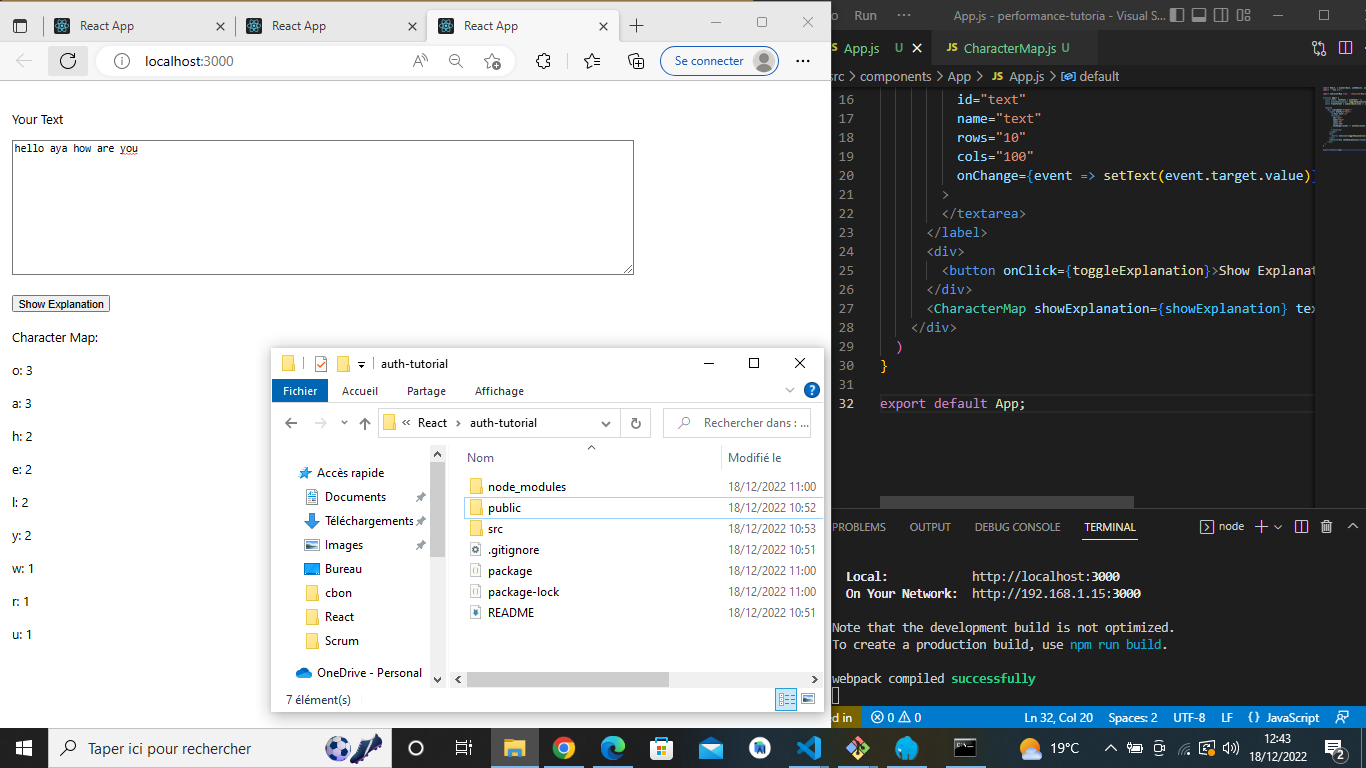 React App
React App
React App
localhost:3000
Se connecter
Your Text
hello aya how are you
Show Explanation
Character Map:
o: 3
a: 3
h: 2
e: 2
l: 2
y: 2
w: 1
r: 1
u: 1
auth-tutorial
Fichier Accueil Partage Affichage
« React > auth-tutorial
Rechercher dans : ...
Nom Modifié le
Accès rapide
Documents
Téléchargements
Images
Bureau
cbon
React
Scrum
OneDrive - Personal
node_modules 18/12/2022 11:00
public 18/12/2022 10:52
src 18/12/2022 10:53
.gitignore 18/12/2022 10:51
package 18/12/2022 11:00
package-lock 18/12/2022 11:00
README 18/12/2022 10:51
7 élément(s)
o Run ... App.js - performance-tutoria - Visual S...
JS App.js U JS CharacterMap.js U
src > components > App > JS App.js > default
16 id="text"
17 name="text"
18 rows="10"
19 cols="100"
20 onChange={event => setText(event.target.value)}
21 >
22 </textarea>
23 </label>
24 <div>
25 <button onClick={toggleExplanation}>Show Explanat
26 </div>
27 <CharacterMap showExplanation={showExplanation} tex
28 </div>
29 )
30 }
31
32 export default App;
PROBLEMS OUTPUT DEBUG CONSOLE TERMINAL node
Local: http://localhost:3000
On Your Network: http://192.168.1.15:3000
Note that the development build is not optimized.
To create a production build, use npm run build.
webpack compiled successfully
d in 0 0 Ln 32, Col 20 Spaces: 2 UTF-8 LF {} JavaScript
Taper ici pour rechercher
19°C
12:43
18/12/2022
2